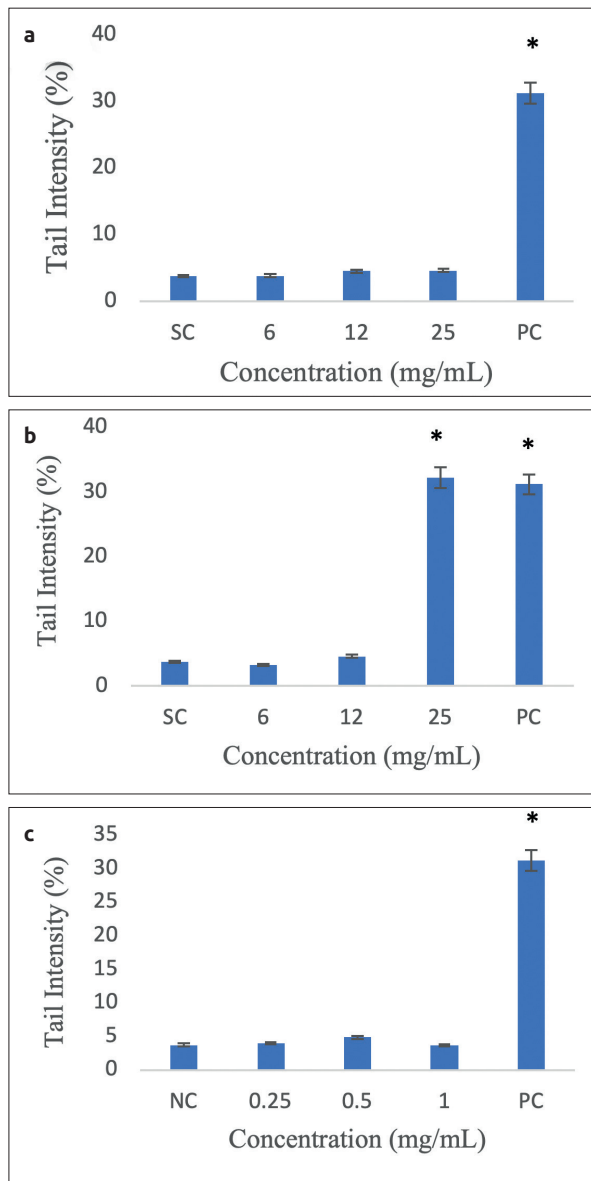 a
*
40
30
20
10
0
Tail Intensity (%)
SC 6 12 25 PC
Concentration (mg/mL)
b
* *
40
30
20
10
0
Tail Intensity (%)
SC 6 12 25 PC
Concentration (mg/mL)
c
*
35
30
25
20
15
10
5
0
Tail Intensity (%)
NC 0.25 0.5 1 PC
Concentration (mg/mL)